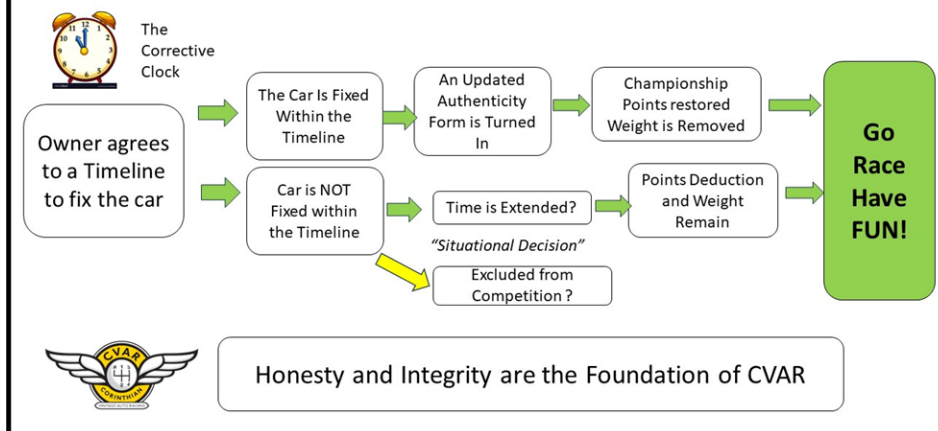 The
Corrective
Clock
Owner agrees
to a Timeline
to fix the car
The Car Is Fixed
Within the
Timeline
An Updated
Authenticity
Form is Turned
In
Championship
Points restored
Weight is Removed
Car is NOT
Fixed within
the Timeline
Time is Extended?
“Situational Decision”
Excluded from
Competition ?
Points Deduction
and Weight
Remain
Go
Race
Have
FUN!
CVAR
CORINTHIAN
VINTAGE AUTO RACING
Honesty and Integrity are the Foundation of CVAR